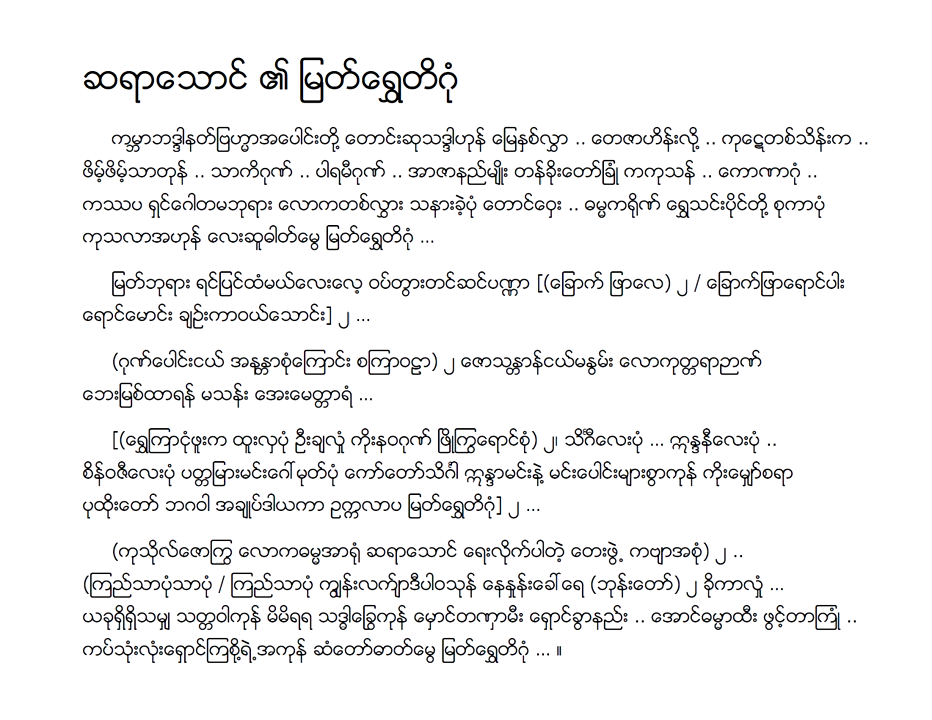 ဆရာသောင် ၏ မြတ်ရွှေတိဂုံ
ကမ္ဘာဘဒ္ဒါနတ်ဗြဟ္မာအပေါင်းတို့ တောင်းဆုသဒ္ဒါဟုန် မြေနှစ်လွှာ .. တေဇာဟိန်းလို့ .. ကုဋေတစ်သိန်းက ..
ဖိမ့်ဖိမ့်သာတုန် .. သာကိဂုဏ် .. ပါရမီဂုဏ် .. အာဇာနည်မျိုး တန်ခိုးတော်ခြုံ ကကုသန် .. ကောဏာဂုံ ..
ကဿပ ရှင်ဂေါတမဘုရား လောကတစ်လွှား သနားခဲ့ပုံ တောင်ဝှေး .. ဓမ္မကရိုဏ် ရွှေသင်းပိုင်တို့ စုကာပုံ
ကုသလာအဟုန် လေးဆူဓါတ်မွေ မြတ်ရွှေတိဂုံ ...
မြတ်ဘုရား ရင်ပြင်ထံမယ်လေးလေ့ ဝပ်တွားတင်ဆင်ပဏ္ဏာ [(ခြောက် ဖြာလေ) ၂ / ခြောက်ဖြာရောင်ပါး
ရောင်မောင်း ချဉ်းကာဝယ်သောင်း] ၂ ...
(ဂုဏ်ပေါင်းငယ် အနန္တာစုံကြောင်း စကြာဝဠာ) ၂ ဇောသန္တာန်ငယ်မနွမ်း လောကုတ္တရာဉာဏ်
ဘေးမြစ်ထာရန် မသန်း အေးမေတ္တာရံ ...
[(ရွှေကြာငုံဖူးက ထူးလှပုံ ဦးချလှုံ ကိုးနဝဂုဏ် ဖြိုကြွရောင်စုံ) ၂၊ သိင်္ဂီလေးပုံ ... ဣန္ဒနီလေးပုံ ..
စိန်ဝဇီလေးပုံ ပတ္တမြားမင်းဂေါ်မုတ်ပုံ ကော်တော်သိင်္ဂါ ဣန္ဒာမင်းနဲ့ မင်းပေါင်းများစွာကုန် ကိုးမျှော်စရာ
ပုထိုးတော် ဘဂဝါ အချုပ်ဒါယကာ ဥက္ကလာပ မြတ်ရွှေတိဂုံ] ၂ ...
(ကုသိုလ်ဇောကြွ လောကဓမ္မအာရုံ ဆရာသောင် ရေးလိုက်ပါတဲ့ တေးဖွဲ့ ကဗျာအစုံ) ၂ ..
(ကြည်သာပုံသာပုံ / ကြည်သာပုံ ကျွန်းလက်ျာဒီပါဝသုန် နေနှုန်းခေါ်ရေ (ဘုန်းတော်) ၂ ခိုကာလှုံ ...
ယခုရှိရှိသမျှ သတ္တဝါကုန် မိမိရရ သဒ္ဓါခြွေကုန် မှောင်တဏှာမီး ရှောင်ခွာနည်း .. အောင်ဓမ္မာထီး ဖွင့်တာကြုံ ..
ကပ်သုံးလုံးရှောင်ကြစို့ရဲ့အကုန် ဆံတော်ဓာတ်မွေ မြတ်ရွှေတိဂုံ ... ။